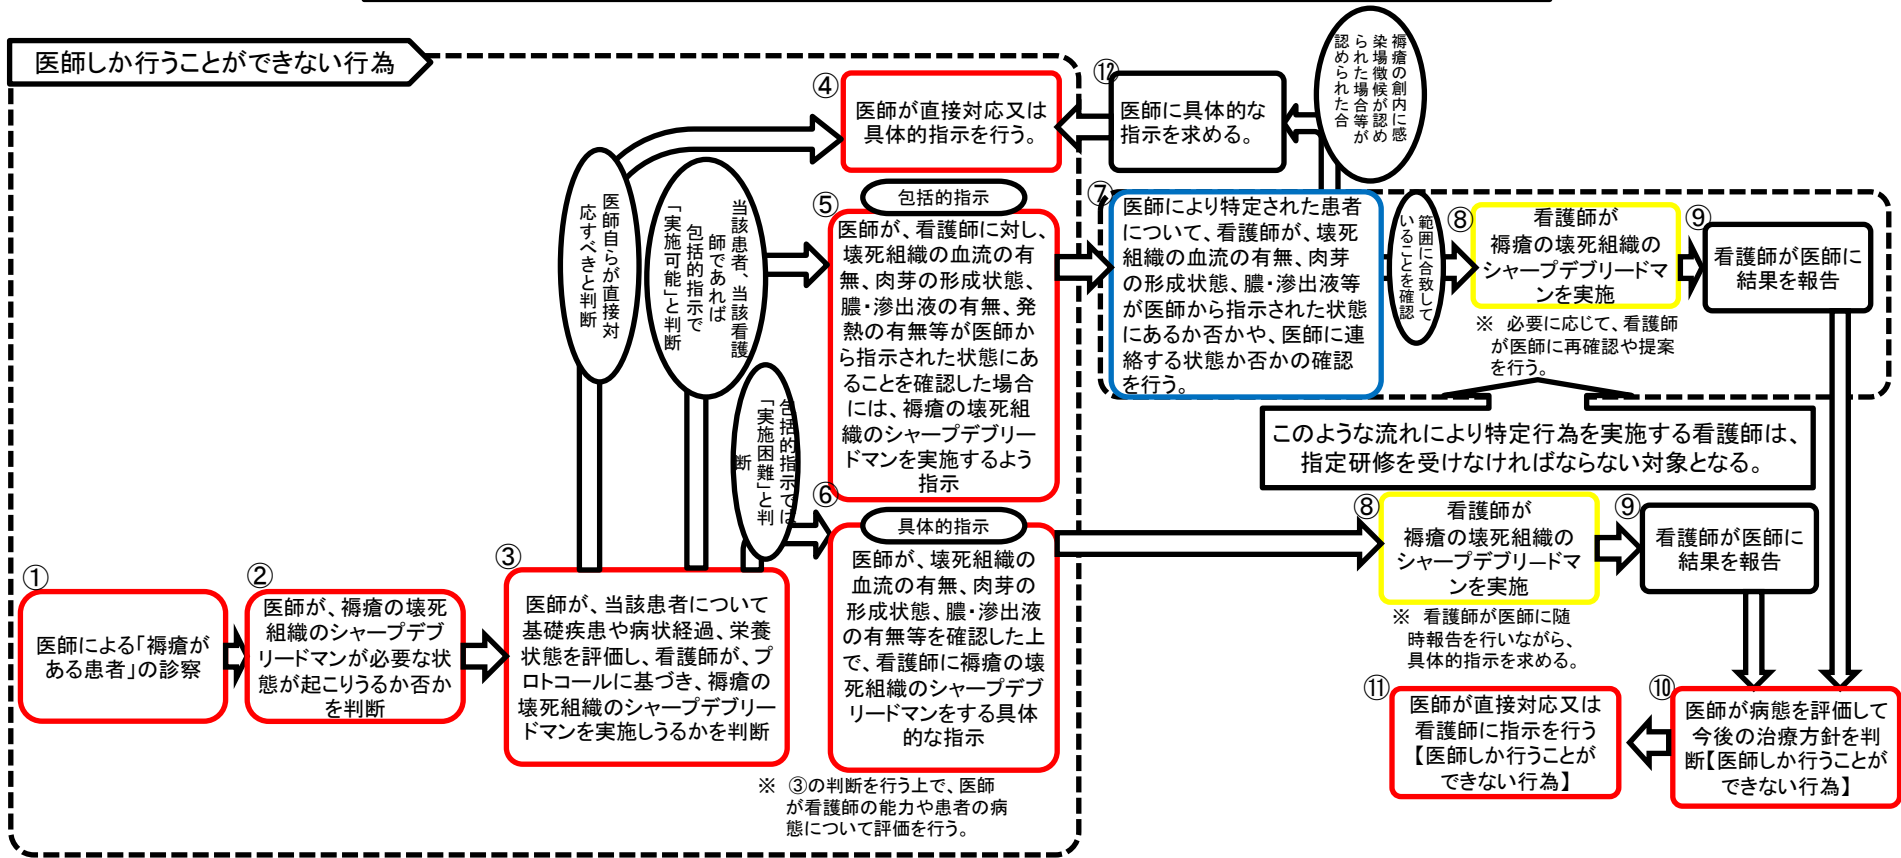 医師しか行うことができない行為
①
医師による「褥瘡が
ある患者」の診察
②
医師が、褥瘡の壊死
組織のシャープデブ
リードマンが必要な状
態が起こりうるか否か
を判断
③
医師が、当該患者について
基礎疾患や病状経過、栄養
状態を評価し、看護師が、プ
ロトコールに基づき、褥瘡の
壊死組織のシャープデブリー
ドマンを実施しうるかを判断
医師自らが直接対
応すべきと判断
当該患者、当該看護
師であれば
包括的指示で
「実施可能」と判断
包括的指示では
「実施困難」と判
断
④
医師が直接対応又は
具体的指示を行う。
⑤
包括的指示
医師が、看護師に対し、
壊死組織の血流の有
無、肉芽の形成状態、
膿・滲出液の有無、発
熱の有無等が医師か
ら指示された状態にあ
ることを確認した場合
には、褥瘡の壊死組
織のシャープデブリー
ドマンを実施するよう
指示
⑥
具体的指示
医師が、壊死組織の
血流の有無、肉芽の
形成状態、膿・滲出液
の有無等を確認した上
で、看護師に褥瘡の壊
死組織のシャープデブ
リードマンをする具体
的な指示
※ ③の判断を行う上で、医師
が看護師の能力や患者の病
態について評価を行う。
⑫
医師に具体的な
指示を求める。
褥瘡の創内に感
染場徴候が認め
られた場合等が
認められた合
⑦
医師により特定された患者
について、看護師が、壊死
組織の血流の有無、肉芽
の形成状態、膿・滲出液等
が医師から指示された状態
にあるか否かや、医師に連
絡する状態か否かの確認
を行う。
範囲に合致して
いることを確認
⑧
看護師が
褥瘡の壊死組織の
シャープデブリードマ
ンを実施
※ 必要に応じて、看護師
が医師に再確認や提案
を行う。
⑨
看護師が医師に
結果を報告
このような流れにより特定行為を実施する看護師は、
指定研修を受けなければならない対象となる。
⑧
看護師が
褥瘡の壊死組織の
シャープデブリードマ
ンを実施
※ 看護師が医師に随
時報告を行いながら、
具体的指示を求める。
⑨
看護師が医師に
結果を報告
⑩
医師が病態を評価して
今後の治療方針を判
断【医師しか行うことが
できない行為】
⑪
医師が直接対応又は
看護師に指示を行う
【医師しか行うことが
できない行為】